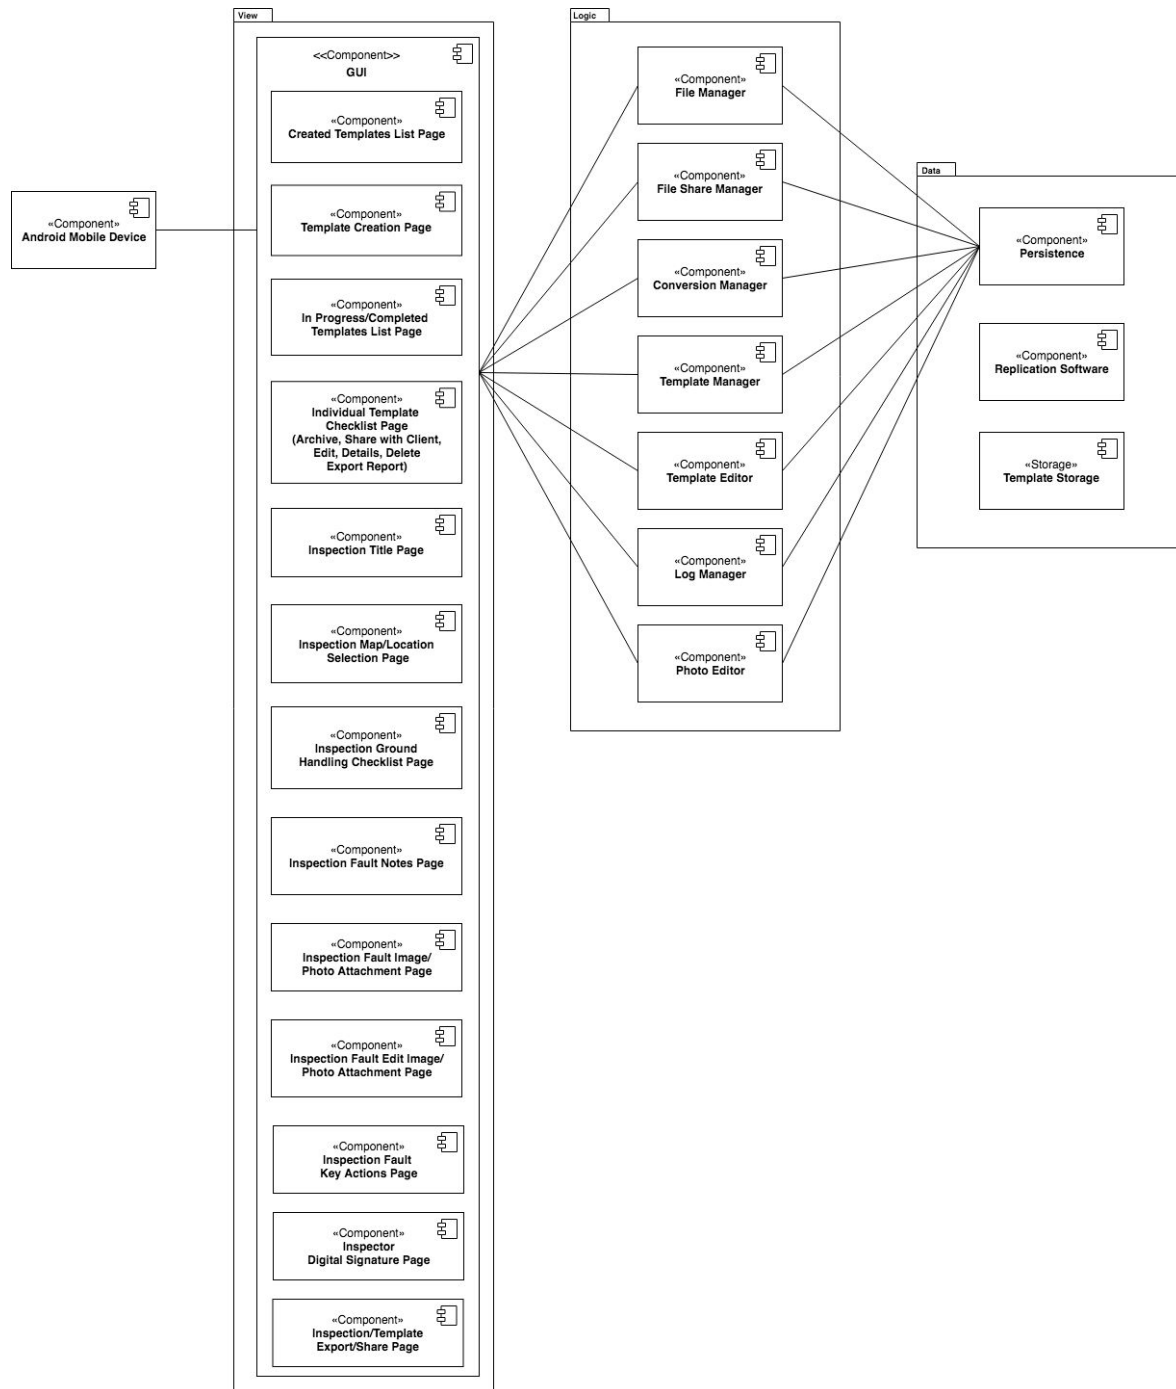 View
<<Component>>
GUI
«Component»
Created Templates List Page
«Component»
Template Creation Page
«Component»
In Progress/Completed
Templates List Page
«Component»
Individual Template
Checklist Page
(Archive, Share with Client,
Edit, Details, Delete
Export Report)
«Component»
Inspection Title Page
«Component»
Inspection Map/Location
Selection Page
«Component»
Inspection Ground
Handling Checklist Page
«Component»
Inspection Fault Notes Page
«Component»
Inspection Fault Image/
Photo Attachment Page
«Component»
Inspection Fault Edit Image/
Photo Attachment Page
«Component»
Inspection Fault
Key Actions Page
«Component»
Inspector
Digital Signature Page
«Component»
Inspection/Template
Export/Share Page
«Component»
Android Mobile Device
Logic
«Component»
File Manager
«Component»
File Share Manager
«Component»
Conversion Manager
«Component»
Template Manager
«Component»
Template Editor
«Component»
Log Manager
«Component»
Photo Editor
Data
«Component»
Persistence
«Component»
Replication Software
«Storage»
Template Storage